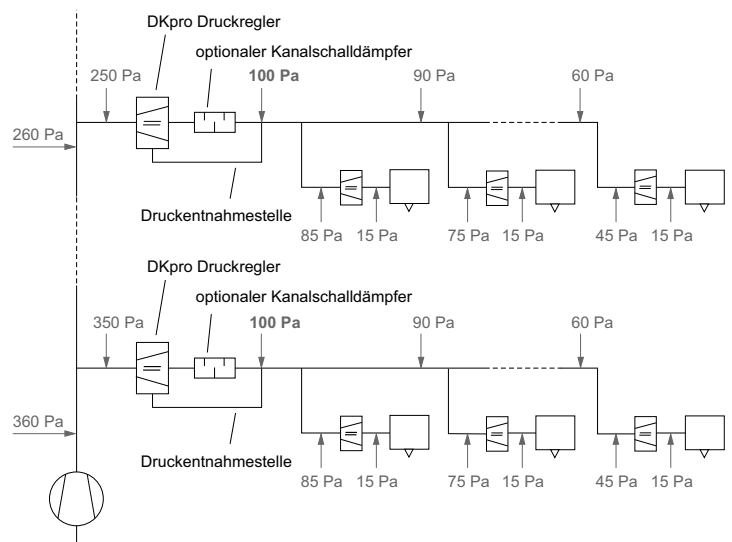 DKpro Druckregler
optionaler Kanalschalldämpfer
250 Pa
100 Pa
90 Pa
60 Pa
260 Pa
Druckentnahmestelle
85 Pa
15 Pa
75 Pa
15 Pa
45 Pa
15 Pa
DKpro Druckregler
optionaler Kanalschalldämpfer
350 Pa
100 Pa
90 Pa
60 Pa
360 Pa
Druckentnahmestelle
85 Pa
15 Pa
75 Pa
15 Pa
45 Pa
15 Pa